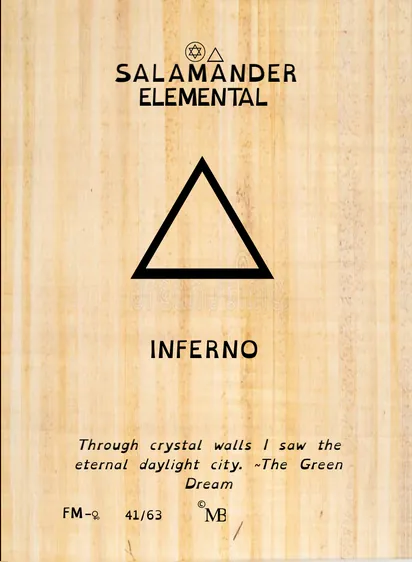 SALAMANDER
ELEMENTAL
INFERNO
Through crystal walls I saw the
eternal daylight city. ~The Green
Dream
FM-♀ 41/63 © MB